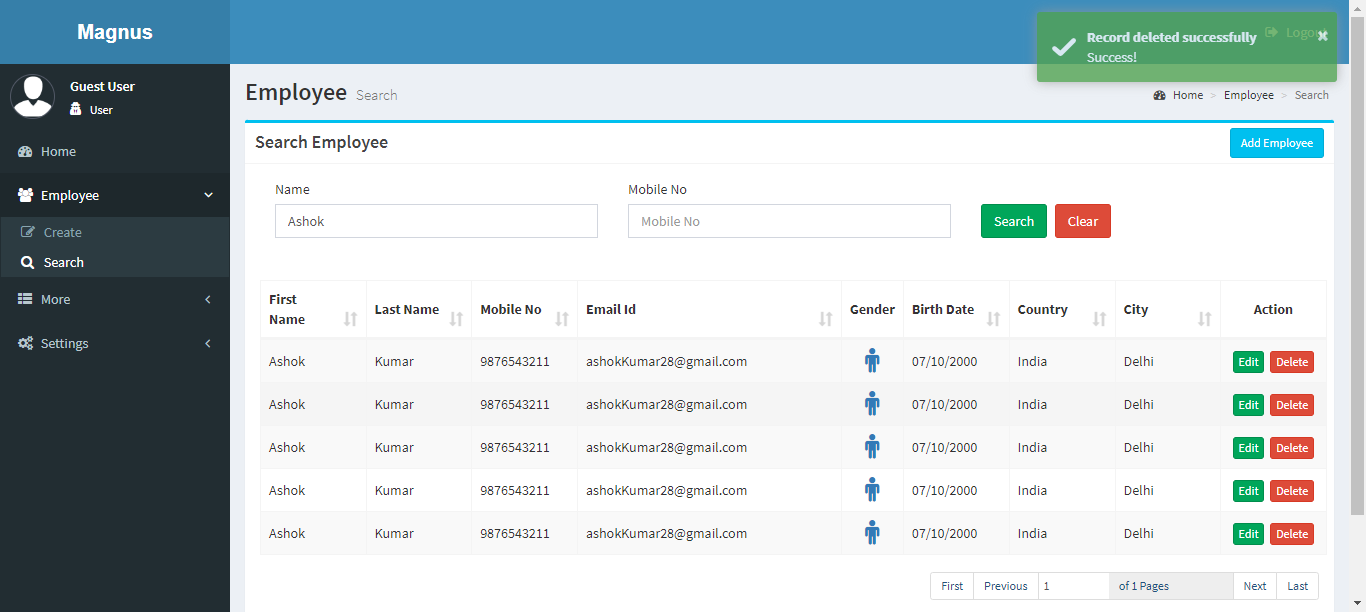 Magnus
Record deleted successfully
Success!
Guest User
User
Home
Employee
Create
Search
More
Settings
Employee Search
Home > Employee > Search
Search Employee
Add Employee
Name
Mobile No
Ashok
Mobile No
Search Clear
First Name Last Name Mobile No Email Id Gender Birth Date Country City Action
Ashok Kumar 9876543211 ashokKumar28@gmail.com 07/10/2000 India Delhi Edit Delete
Ashok Kumar 9876543211 ashokKumar28@gmail.com 07/10/2000 India Delhi Edit Delete
Ashok Kumar 9876543211 ashokKumar28@gmail.com 07/10/2000 India Delhi Edit Delete
Ashok Kumar 9876543211 ashokKumar28@gmail.com 07/10/2000 India Delhi Edit Delete
Ashok Kumar 9876543211 ashokKumar28@gmail.com 07/10/2000 India Delhi Edit Delete
First Previous 1 of 1 Pages Next Last